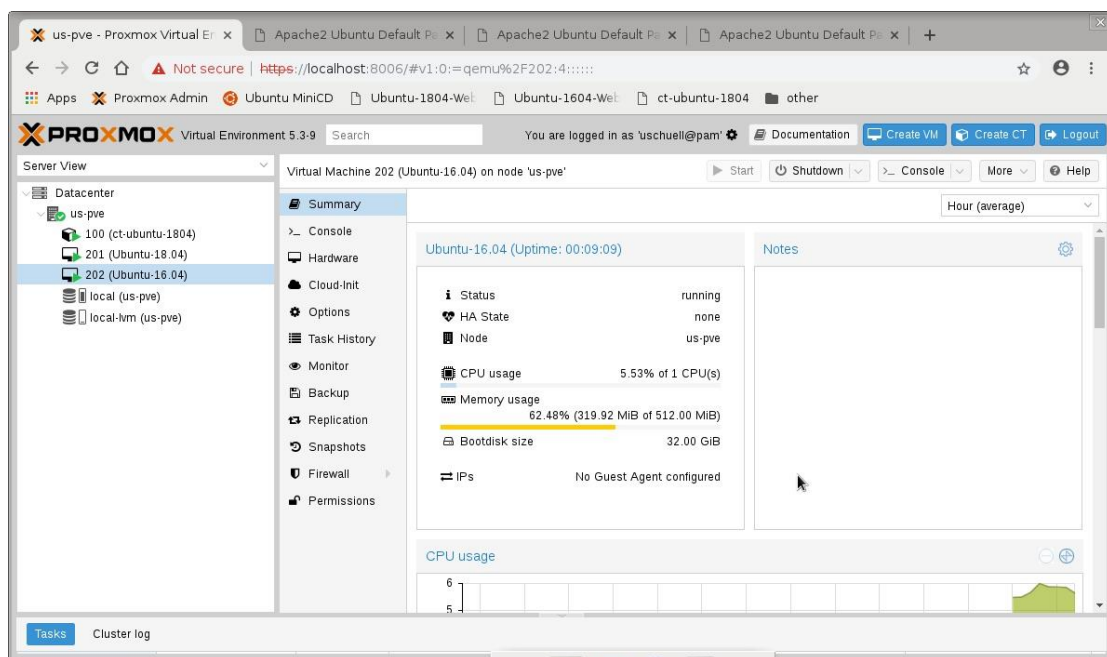 us-pve - Proxmox Virtual Er Apache2 Ubuntu Default Pa Apache2 Ubuntu Default Pa Apache2 Ubuntu Default Pa
Not secure | https://localhost:8006/#v1:0:=qemu%2F202:4::::::
Apps Proxmox Admin Ubuntu MiniCD Ubuntu-1804-Web Ubuntu-1604-Web ct-ubuntu-1804 other
PROXMOX Virtual Environment 5.3-9 Search You are logged in as 'uschuell@pam' Documentation Create VM Create CT Logout
Server View
Virtual Machine 202 (Ubuntu-16.04) on node 'us-pve' Start Shutdown Console More Help
Datacenter
us-pve
100 (ct-ubuntu-1804)
201 (Ubuntu-18.04)
202 (Ubuntu-16.04)
local (us-pve)
local-lvm (us-pve)
Summary
Console
Hardware
Cloud-Init
Options
Task History
Monitor
Backup
Replication
Snapshots
Firewall
Permissions
Hour (average)
Ubuntu-16.04 (Uptime: 00:09:09)
Status running
HA State none
Node us-pve
CPU usage 5.53% of 1 CPU(s)
Memory usage
62.48% (319.92 MiB of 512.00 MiB)
Bootdisk size 32.00 GiB
IPs No Guest Agent configured
Notes
CPU usage
6
5
Tasks Cluster log